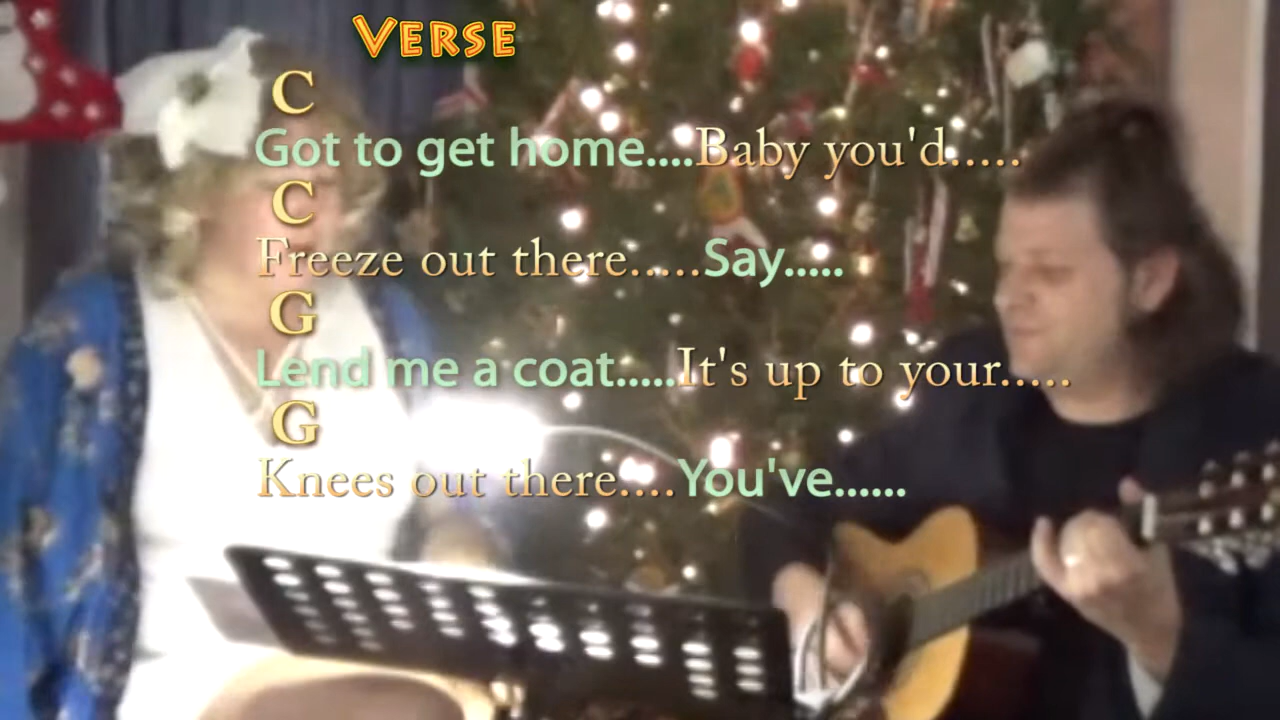 VERSE
C
Got to get home....Baby you'd.....
C
Freeze out there.....Say.....
G
Lend me a coat.....It's up to your.....
G
Knees out there....You've......